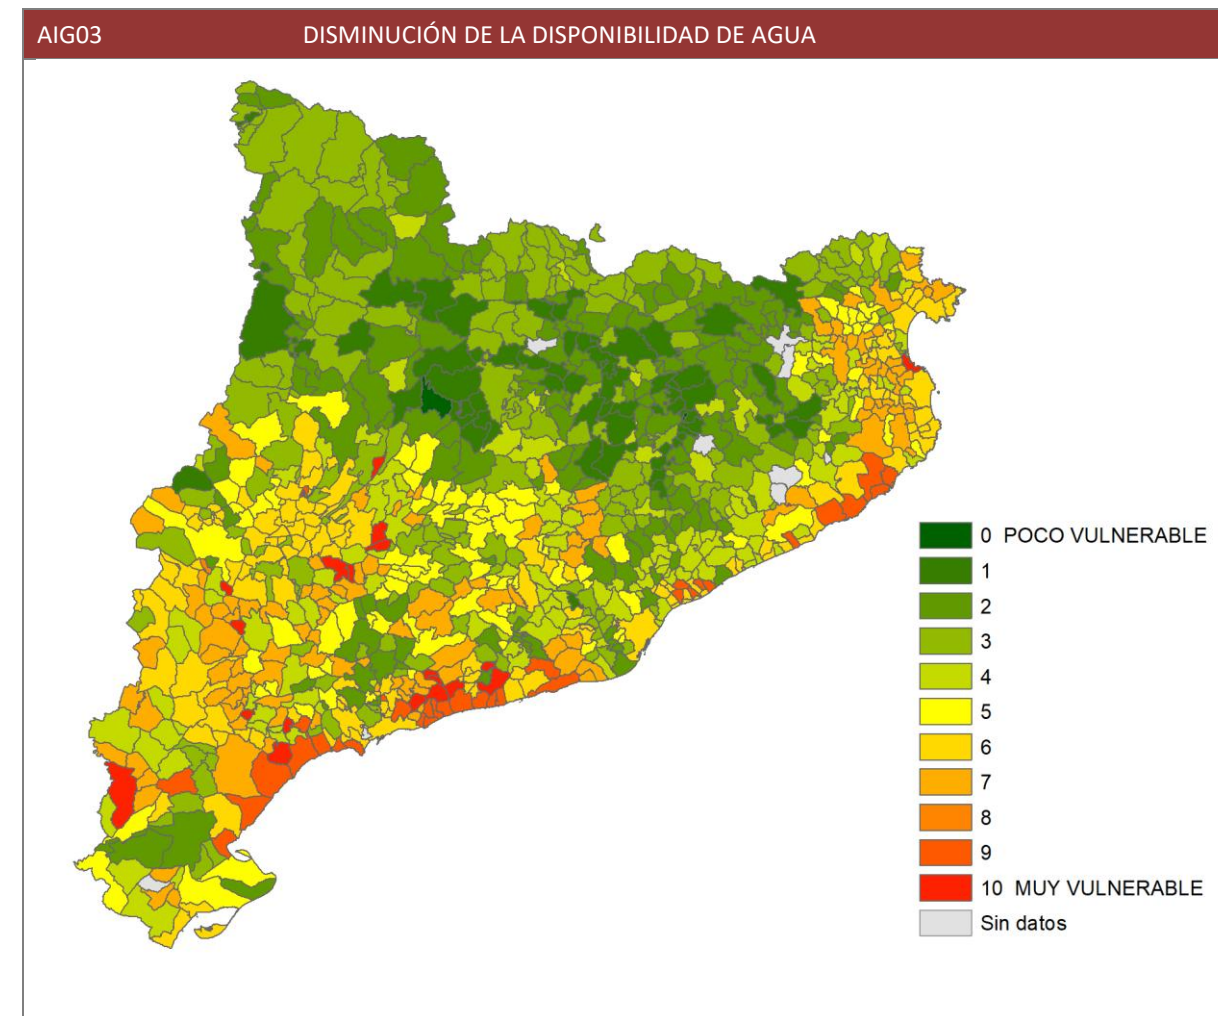 AIG03 DISMINUCIÓN DE LA DISPONIBILIDAD DE AGUA
0 POCO VULNERABLE
1
2
3
4
5
6
7
8
9
10 MUY VULNERABLE
Sin datos